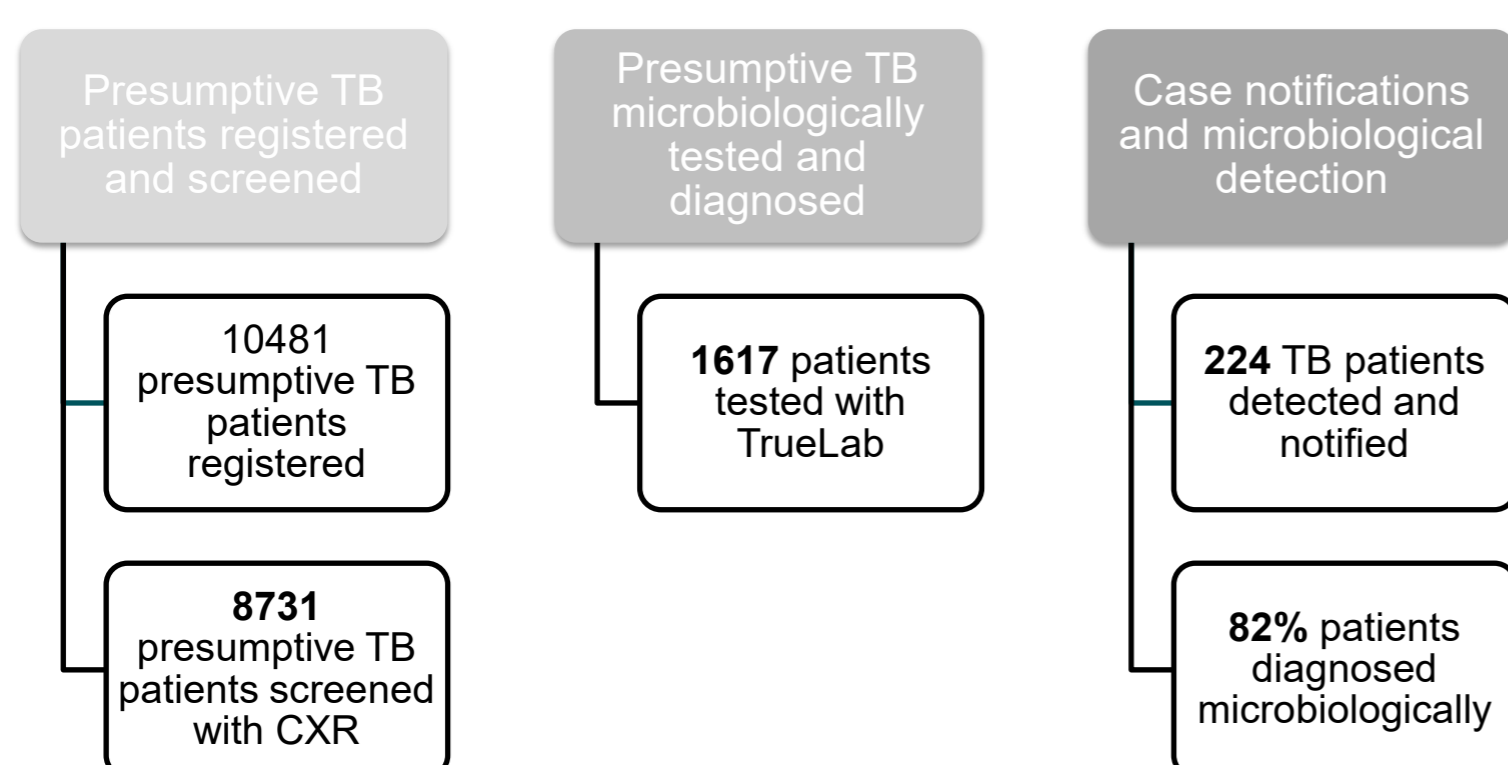 Presumptive TB
patients registered
and screened
10481
presumptive TB
patients
registered
8731
presumptive TB
patients screened
with CXR
Presumptive TB
microbiologically
tested and
diagnosed
1617 patients
tested with
TrueLab
Case notifications
and microbiological
detection
224 TB patients
detected and
notified
82% patients
diagnosed
microbiologically